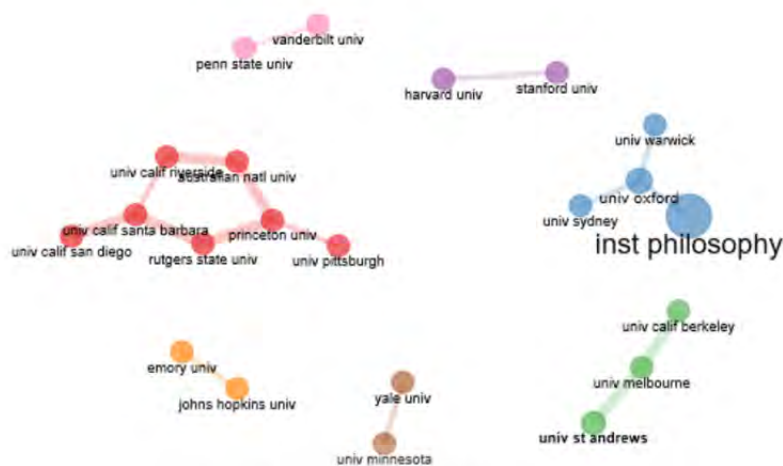 vanderbilt univ
penn state univ
stanford univ
harvard univ
univ warwick
univ calif riverside
australian natl univ
univ oxford
univ sydney
univ calif santa barbara
princeton univ
inst philosophy
univ calif san diego
rutgers state univ
univ pittsburgh
univ calif berkeley
emory univ
univ melbourne
yale univ
johns hopkins univ
univ st andrews
univ minnesota